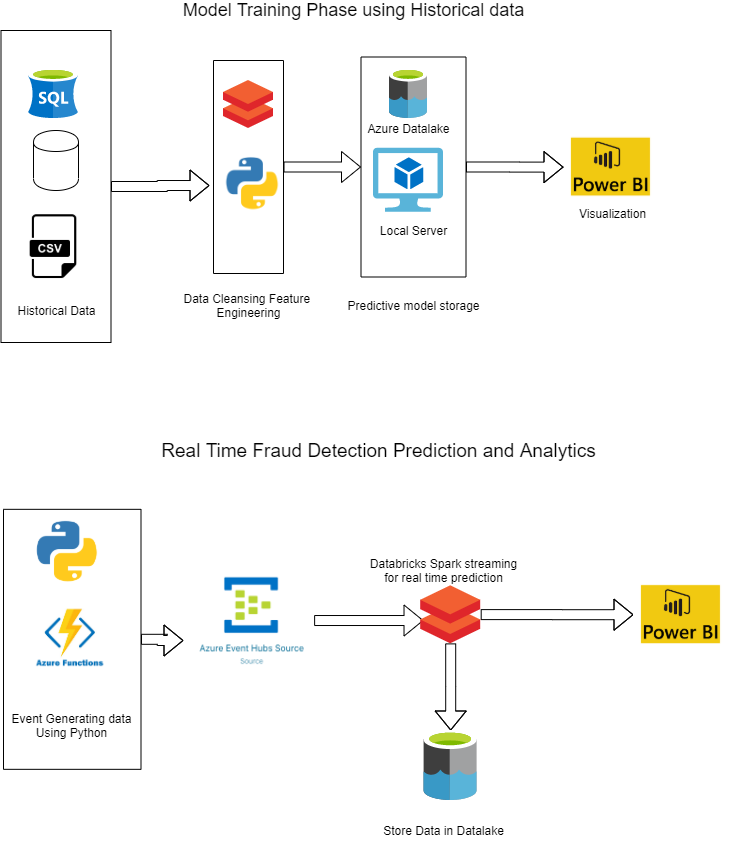 Model Training Phase using Historical data
SQL
CSV
Historical Data
Data Cleansing Feature
Engineering
Azure Datalake
Local Server
Predictive model storage
Power BI
Visualization
Real Time Fraud Detection Prediction and Analytics
Azure Functions
Event Generating data
Using Python
Azure Event Hubs Source
Source
Databricks Spark streaming
for real time prediction
Power BI
Store Data in Datalake